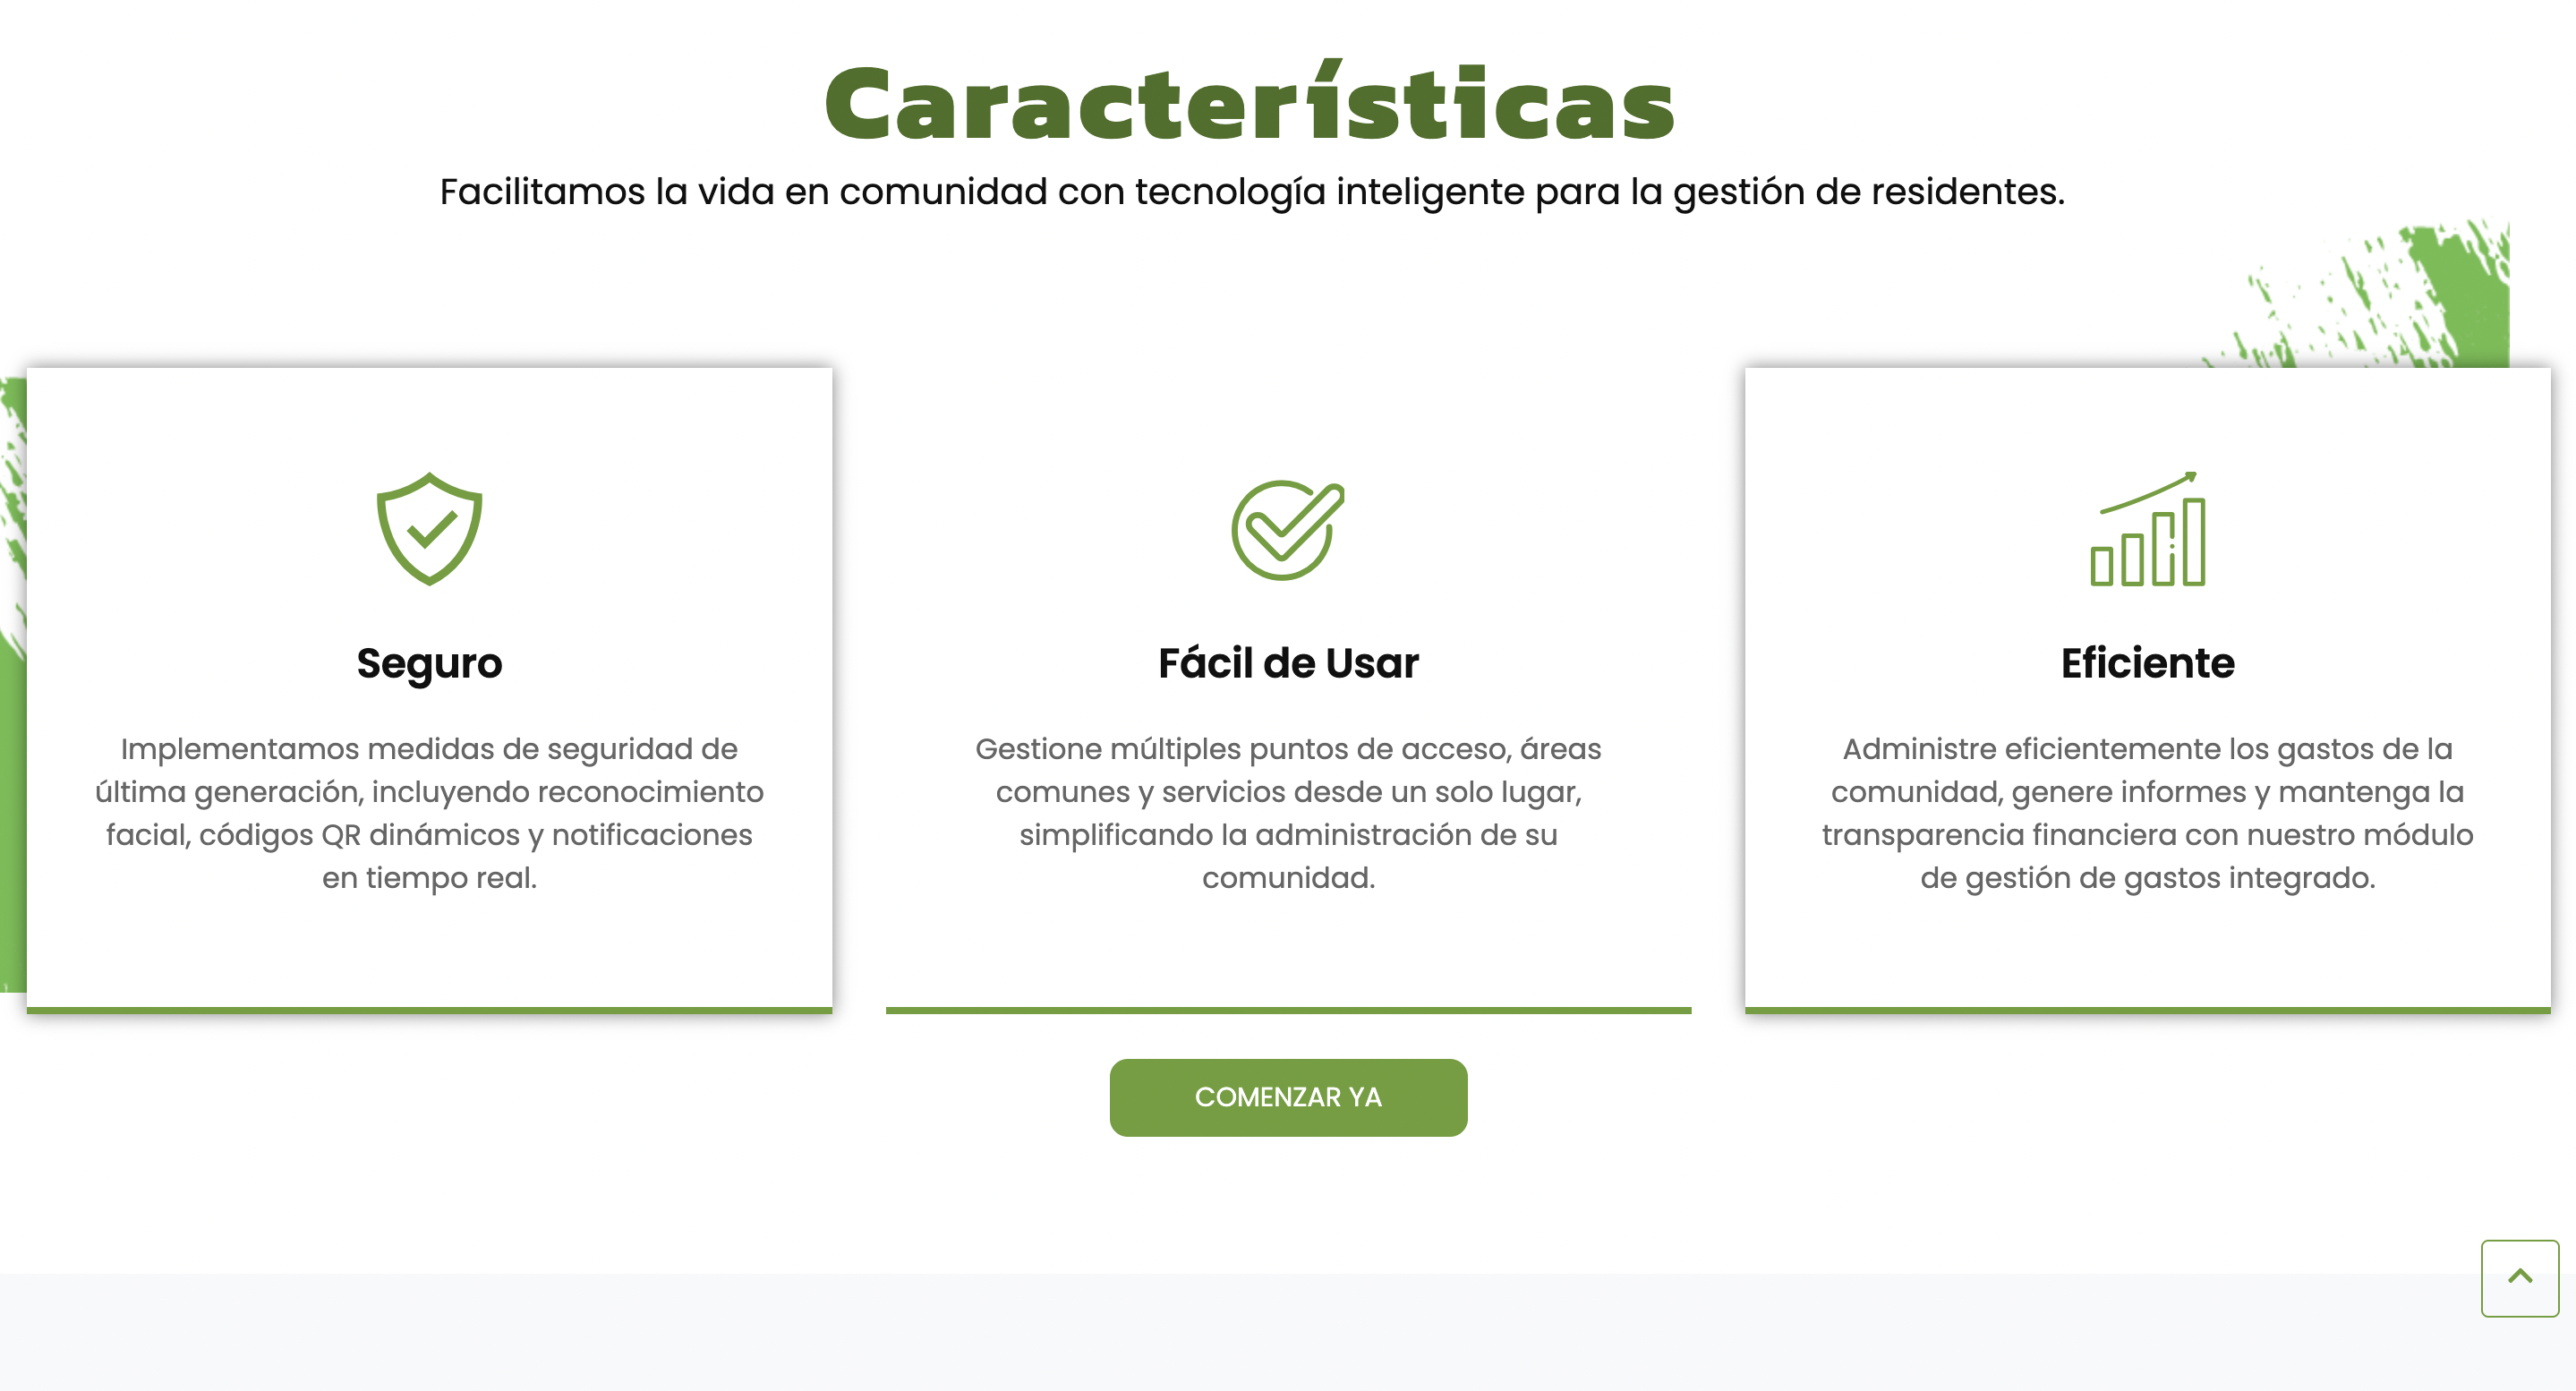 Características
Facilitamos la vida en comunidad con tecnología inteligente para la gestión de residentes.
Seguro
Implementamos medidas de seguridad de
última generación, incluyendo reconocimiento
facial, códigos QR dinámicos y notificaciones
en tiempo real.
Fácil de Usar
Gestione múltiples puntos de acceso, áreas
comunes y servicios desde un solo lugar,
simplificando la administración de su
comunidad.
Eficiente
Administre eficientemente los gastos de la
comunidad, genere informes y mantenga la
transparencia financiera con nuestro módulo
de gestión de gastos integrado.
COMENZAR YA